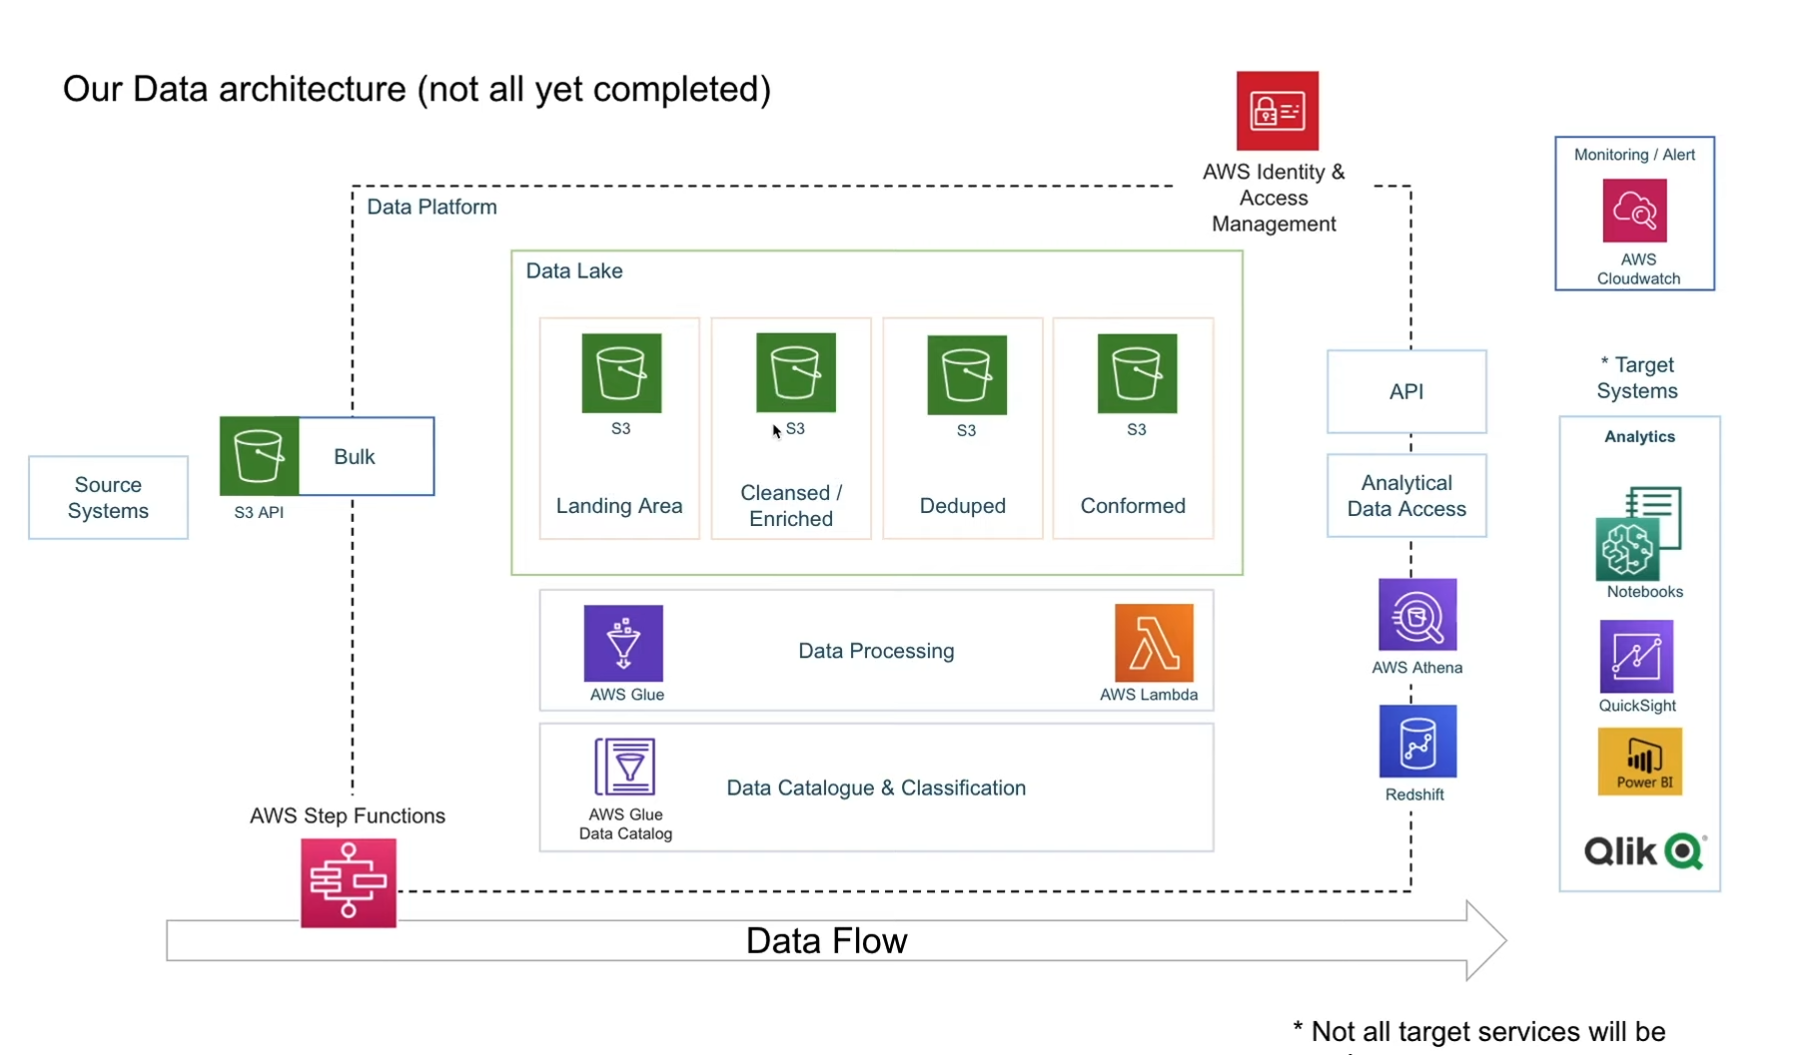 Our Data architecture (not all yet completed)
AWS Identity &
Access
Management
Monitoring / Alert
AWS
Cloudwatch
Data Platform
Data Lake
S3
Landing Area
S3
Cleansed /
Enriched
S3
Deduped
S3
Conformed
Source
Systems
Bulk
S3 API
API
Analytical
Data Access
* Target
Systems
Analytics
Notebooks
QuickSight
Power BI
Qlik
AWS Glue
Data Processing
AWS Lambda
AWS Athena
Redshift
AWS Glue
Data Catalog
Data Catalogue & Classification
AWS Step Functions
Data Flow
* Not all target services will be